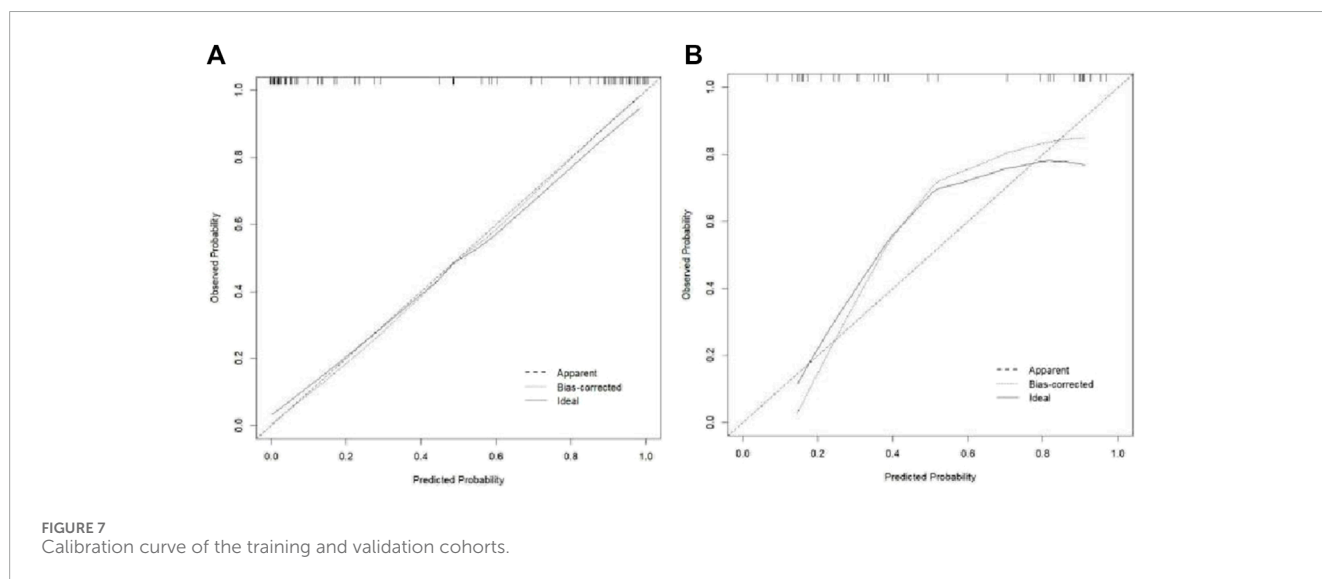 A
Observed Probability
1.0
0.8
0.6
0.4
0.2
0.0
Apparent
Bias-corrected
Ideal
0.0 0.2 0.4 0.6 0.8 1.0
Predicted Probability
B
Observed Probability
1.0
0.8
0.6
0.4
0.2
0.0
Apparent
Bias-corrected
Ideal
0.0 0.2 0.4 0.6 0.8 1.0
Predicted Probability
FIGURE 7
Calibration curve of the training and validation cohorts.